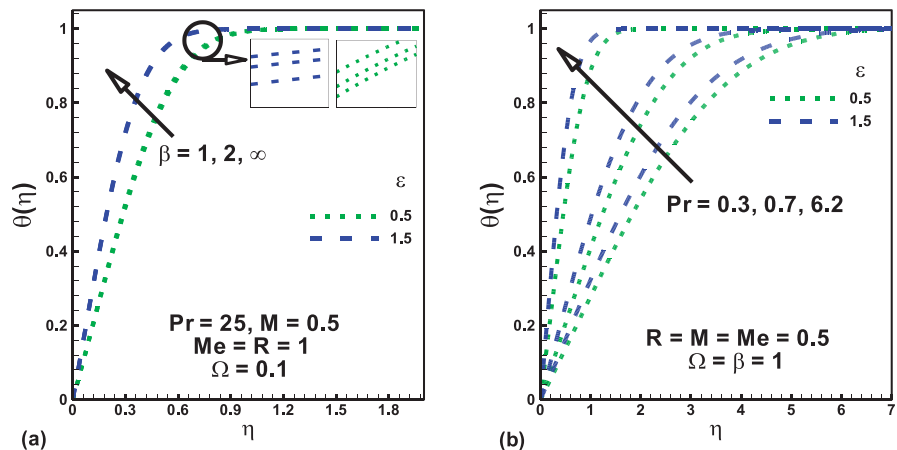 1
0.8
0.6
0.4
0.2
0
θ(η)
β = 1, 2, ∞
ε
0.5
1.5
Pr = 25, M = 0.5
Me = R = 1
Ω = 0.1
0 0.3 0.6 0.9 1.2 1.5 1.8
(a) η
1
0.8
0.6
0.4
0.2
0
θ(η)
ε
0.5
1.5
Pr = 0.3, 0.7, 6.2
R = M = Me = 0.5
Ω = β = 1
0 1 2 3 4 5 6 7
(b) η